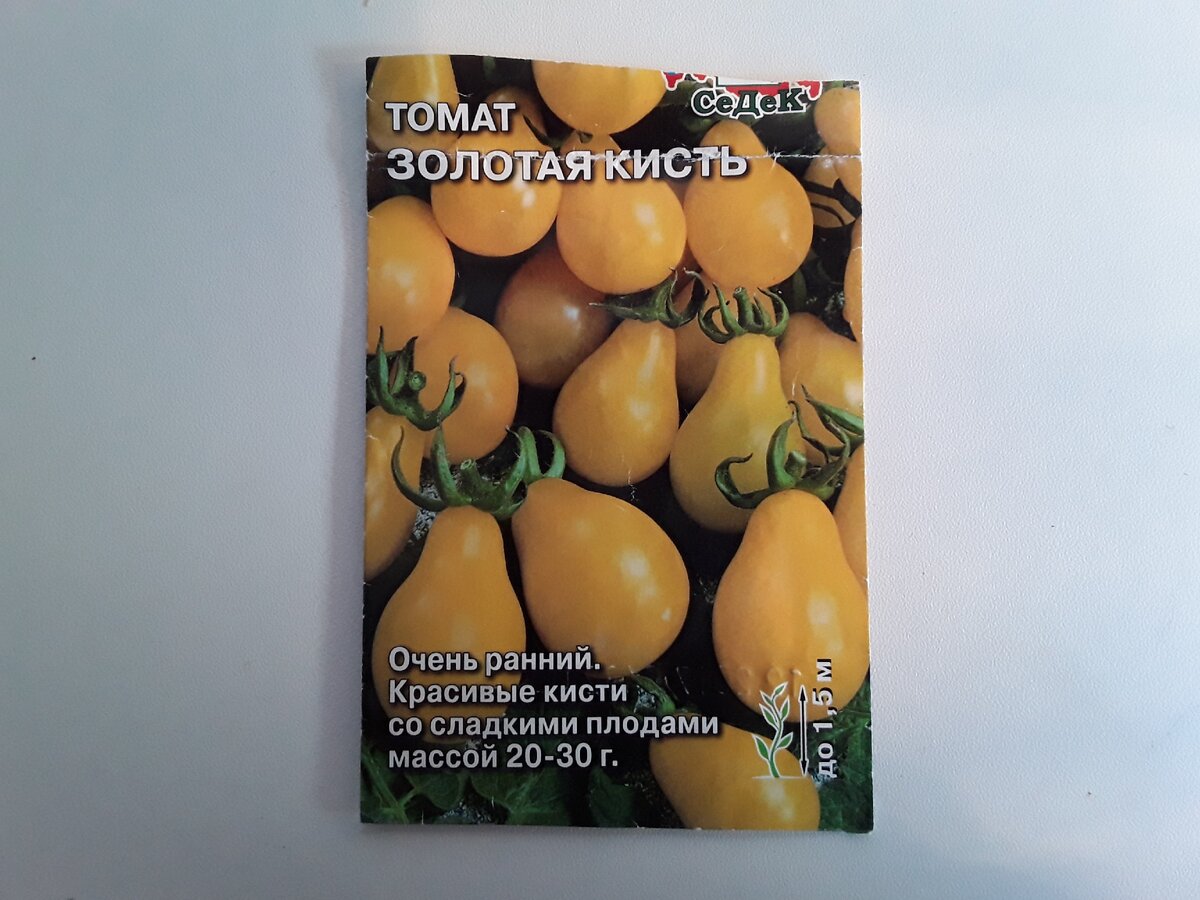 СеДеК
ТОМАТ
ЗОЛОТАЯ КИСТЬ
Очень ранний.
Красивые кисти
со сладкими плодами
массой 20-30 г.
до 1,5 м